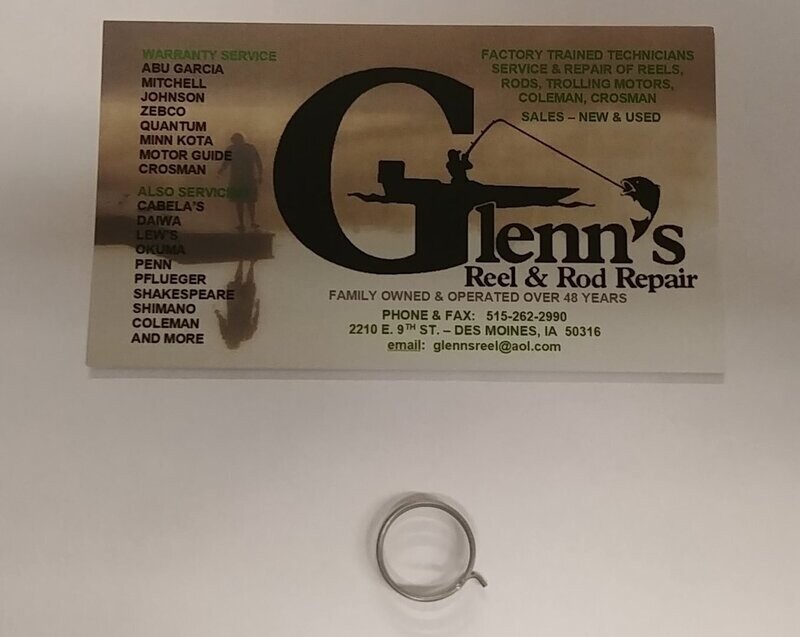 WARRANTY SERVICE
ABU GARCIA
MITCHELL
JOHNSON
ZEBCO
QUANTUM
MINN KOTA
MOTOR GUIDE
CROSMAN
ALSO SERVICING
CABELA'S
DAIWA
LEW'S
OKUMA
PENN
PFLUEGER
SHAKESPEARE
SHIMANO
COLEMAN
AND MORE
FACTORY TRAINED TECHNICIANS
SERVICE & REPAIR OF REELS,
RODS, TROLLING MOTORS,
COLEMAN, CROSMAN
SALES – NEW & USED
Glenn's
Reel & Rod Repair
FAMILY OWNED & OPERATED OVER 48 YEARS
PHONE & FAX: 515-262-2990
2210 E. 9TH ST. – DES MOINES, IA 50316
email: glennsreel@aol.com